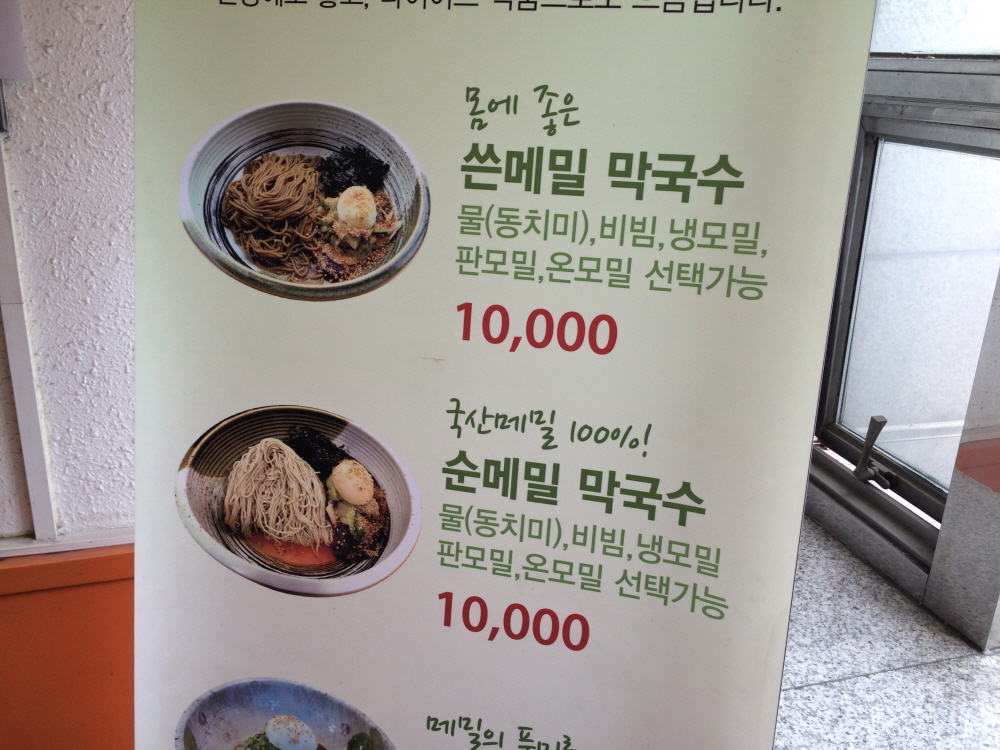 몸에 좋은
쓴메밀 막국수
물(동치미),비빔,냉모밀,
판모밀,온모밀 선택가능
10,000
국산메밀 100%!
순메밀 막국수
물(동치미),비빔,냉모밀
판모밀,온모밀 선택가능
10,000
메밀의